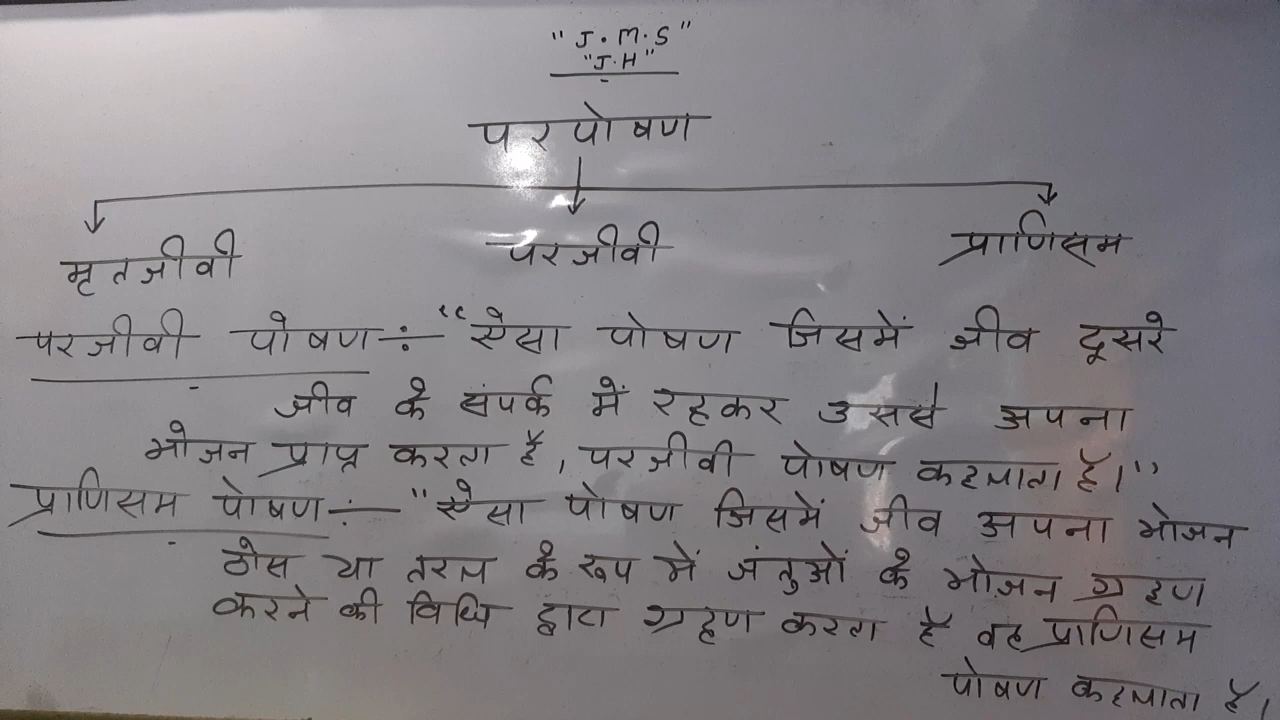 "J.M.S"
"J.H"
परपोषण
मृतजीवी परजीवी प्राणिसम
परजीवी पोषण÷ "ऐसा पोषण जिसमें जीव दूसरे
जीव के संपर्क में रहकर उससे अपना
भोजन प्राप्त करता है, परजीवी पोषण कहलाता है।"
प्राणिसम पोषण÷ "ऐसा पोषण जिसमें जीव अपना भोजन
ठोस या तरल के रूप में जंतुओं के भोजन ग्रहण
करने की विधि द्वारा ग्रहण करता है वह प्राणिसम
पोषण कहलाता है।